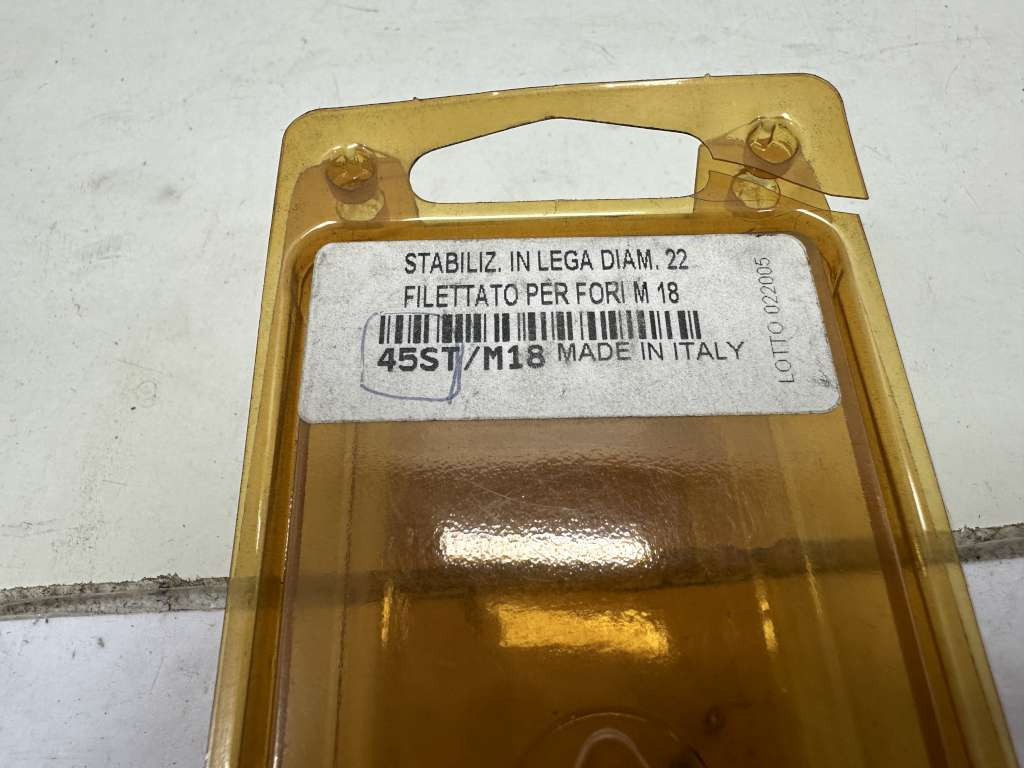 STABILIZ. IN LEGA DIAM. 22
FILETTATO PER FORI M 18
45ST/M18 MADE IN ITALY
LOTTO 022005